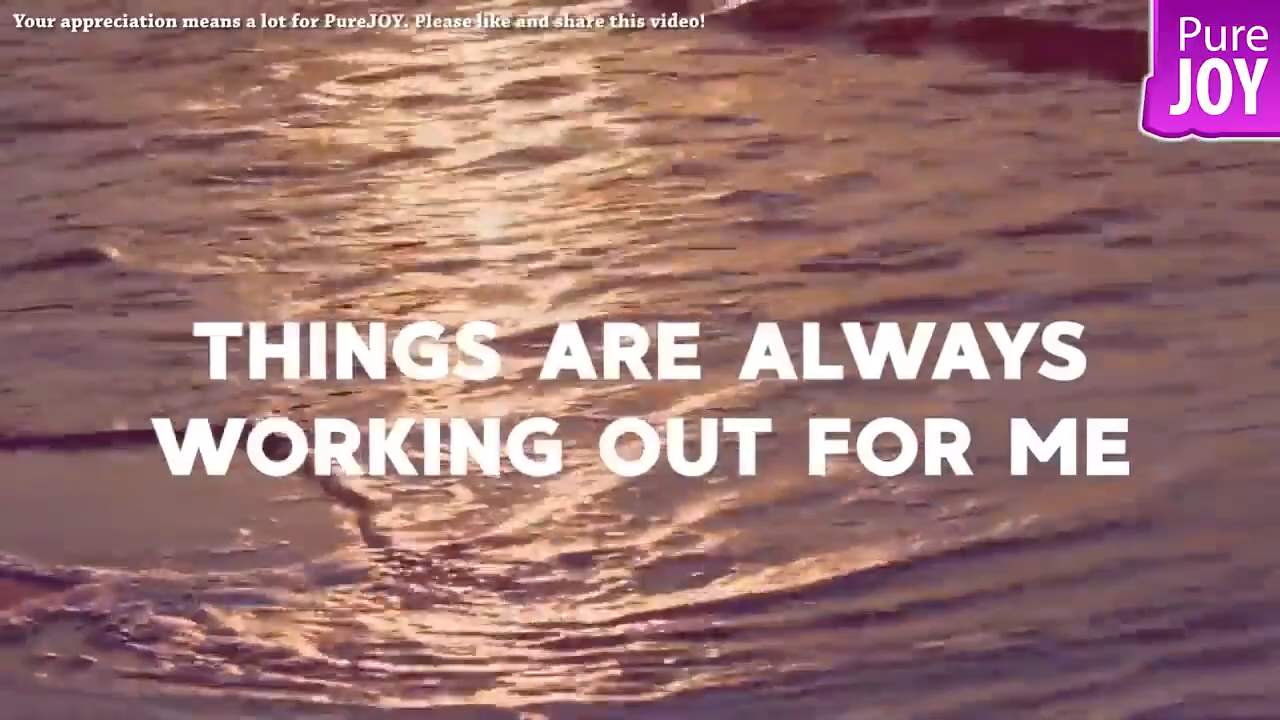 Your appreciation means a lot for PureJOY. Please like and share this video!
Pure
JOY
THINGS ARE ALWAYS
WORKING OUT FOR ME